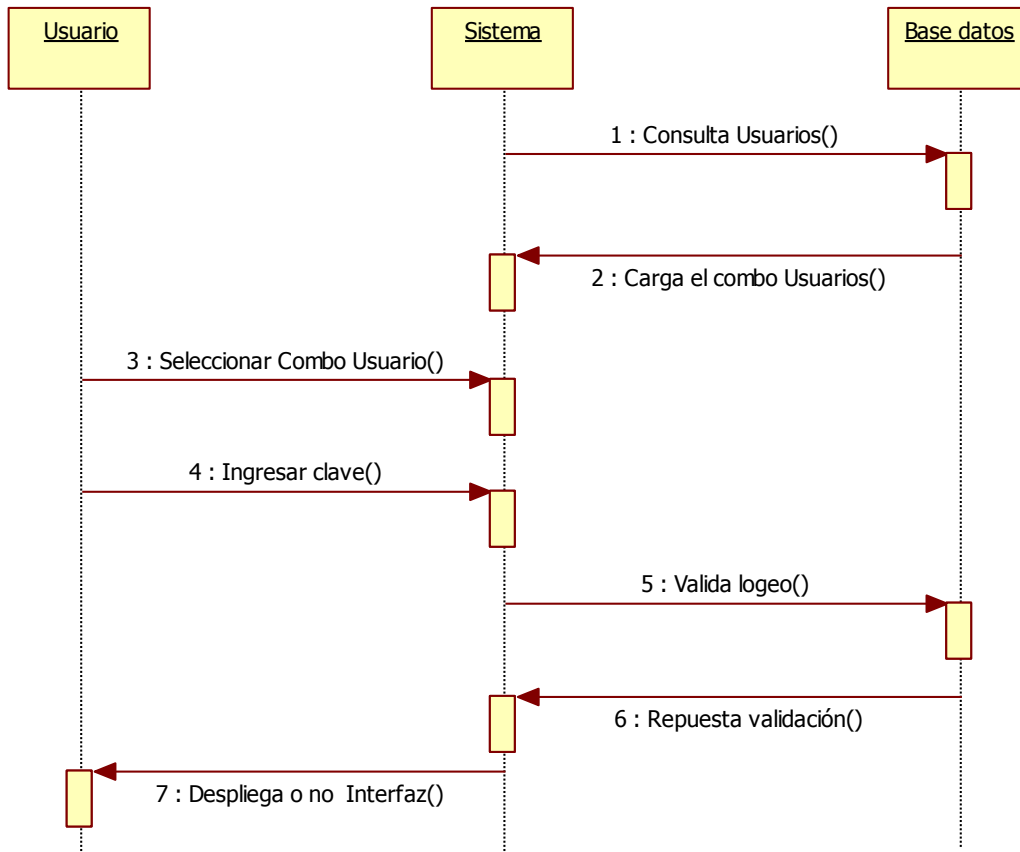 Usuario
Sistema
Base datos
1 : Consulta Usuarios()
2 : Carga el combo Usuarios()
3 : Seleccionar Combo Usuario()
4 : Ingresar clave()
5 : Valida logeo()
6 : Repuesta validación()
7 : Despliega o no  Interfaz()